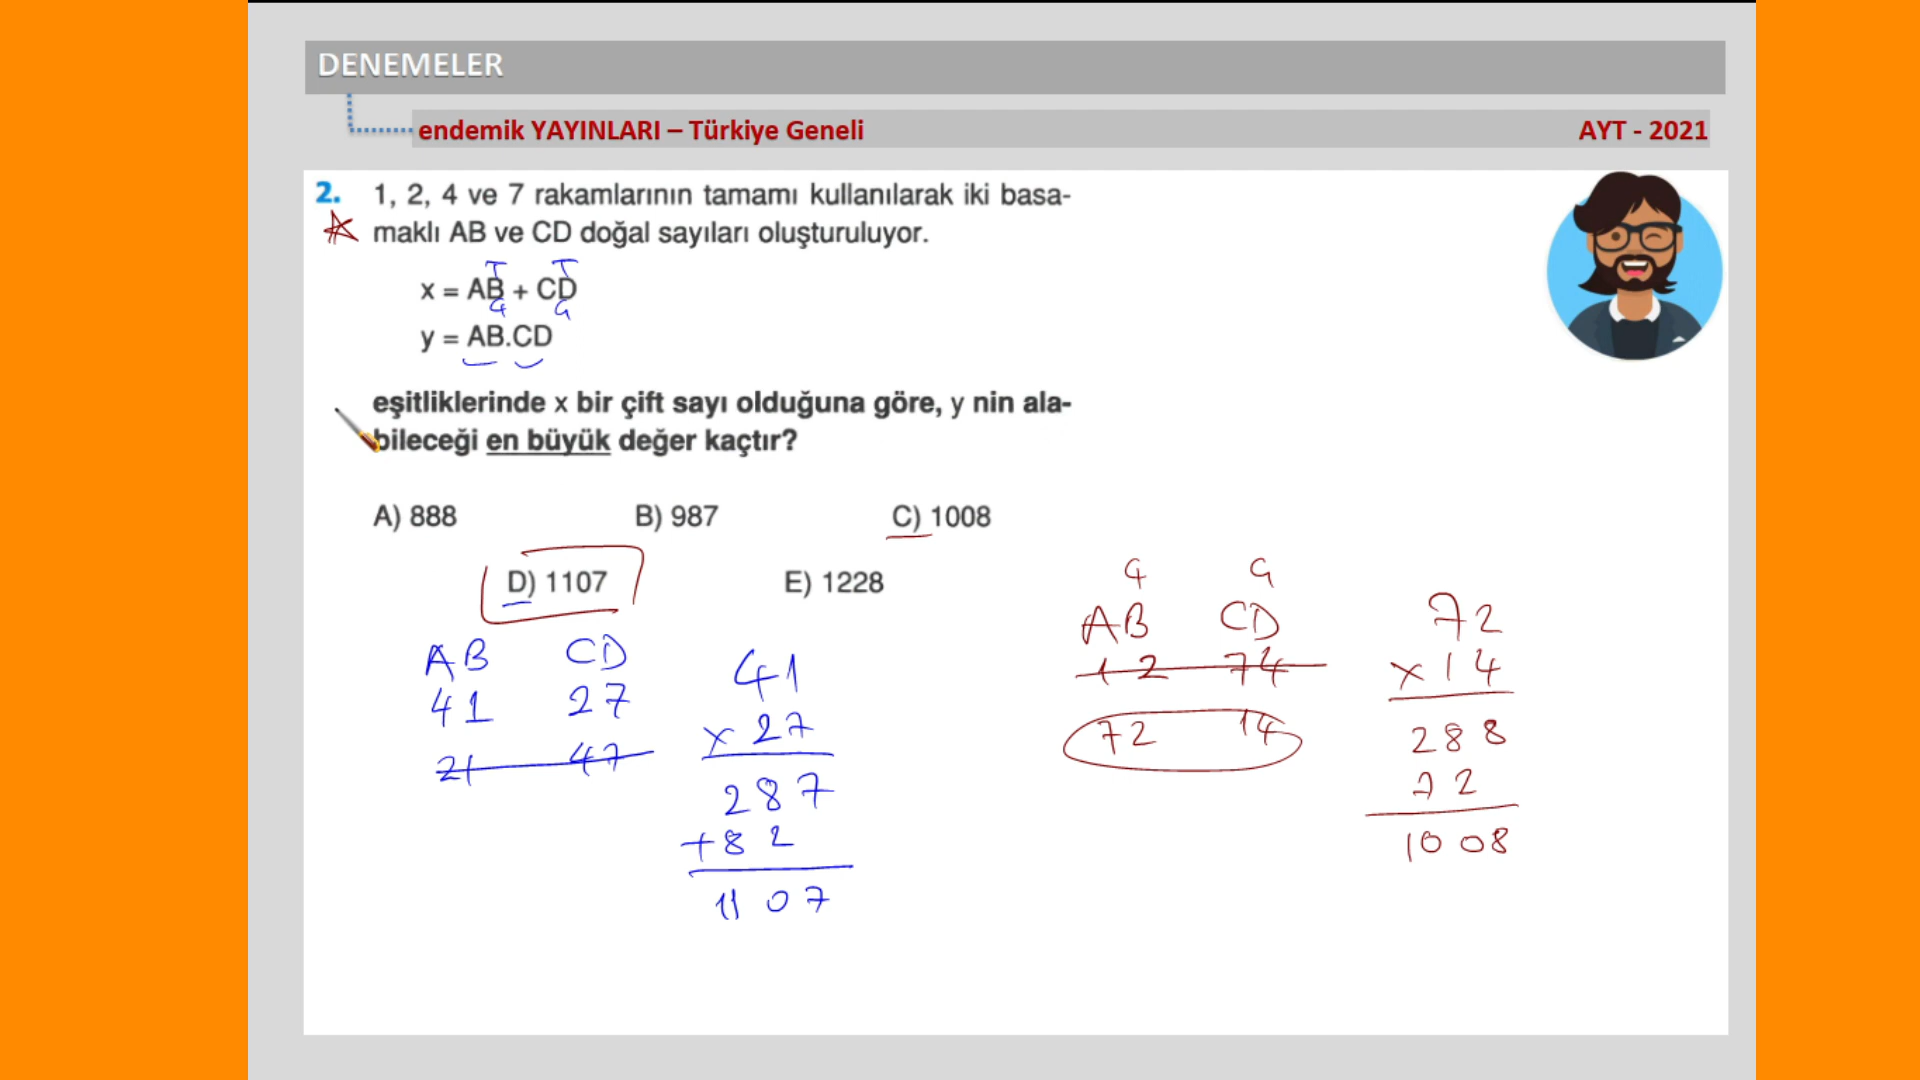 DENEMELER
endemik YAYINLARI – Türkiye Geneli
AYT - 2021
2. 1, 2, 4 ve 7 rakamlarının tamamı kullanılarak iki basa-
maklı AB ve CD doğal sayıları oluşturuluyor.
T T
x = AB + CD
Ç Ç
y = AB.CD
eşitliklerinde x bir çift sayı olduğuna göre, y nin ala-
bileceği en büyük değer kaçtır?
A) 888 B) 987 C) 1008
D) 1107 E) 1228
AB CD
41 27
21 47
41
x 27
287
+82
1107
Ç Ç
AB CD
12 74
72 14
72
x 14
288
72
1008